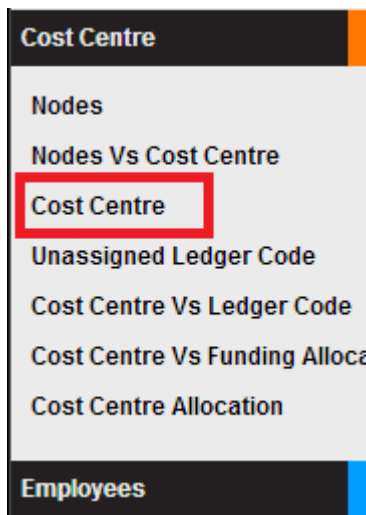 Cost Centre
Nodes
Nodes Vs Cost Centre
Cost Centre
Unassigned Ledger Code
Cost Centre Vs Ledger Code
Cost Centre Vs Funding Alloca
Cost Centre Allocation
Employees